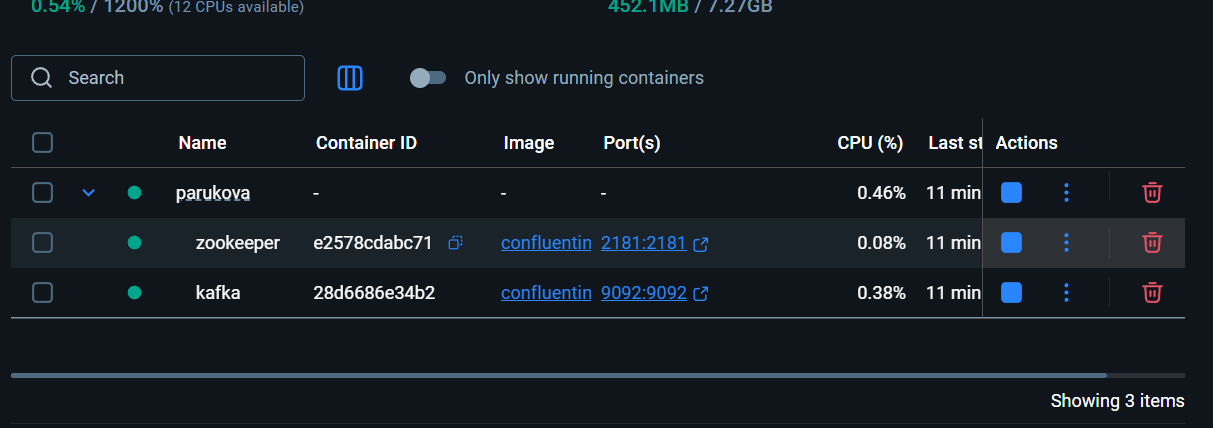 0.54% / 1200% (12 CPUs available) 452.1MB / 7.27GB
Search Only show running containers
Name Container ID Image Port(s) CPU (%) Last st Actions
parukova - - - 0.46% 11 min
zookeeper e2578cdabc71 confluentin 2181:2181 0.08% 11 min
kafka 28d6686e34b2 confluentin 9092:9092 0.38% 11 min
Showing 3 items